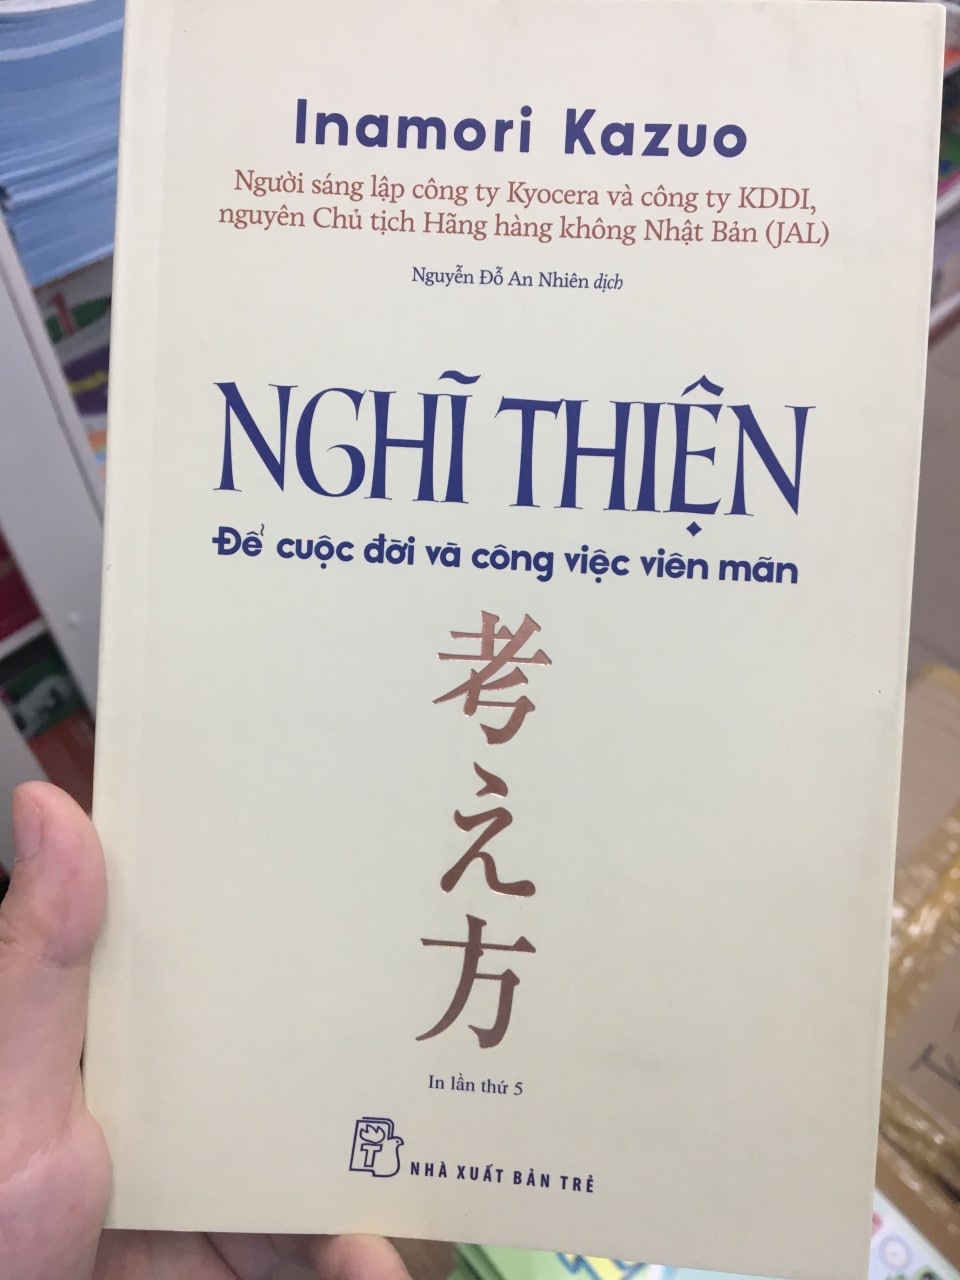 Inamori Kazuo
Người sáng lập công ty Kyocera và công ty KDDI,
nguyên Chủ tịch Hãng hàng không Nhật Bản (JAL)
Nguyễn Đỗ An Nhiên dịch
NGHĨ THIỆN
Để cuộc đời và công việc viên mãn
考
え
方
In lần thứ 5
T
NHÀ XUẤT BẢN TRẺ
1